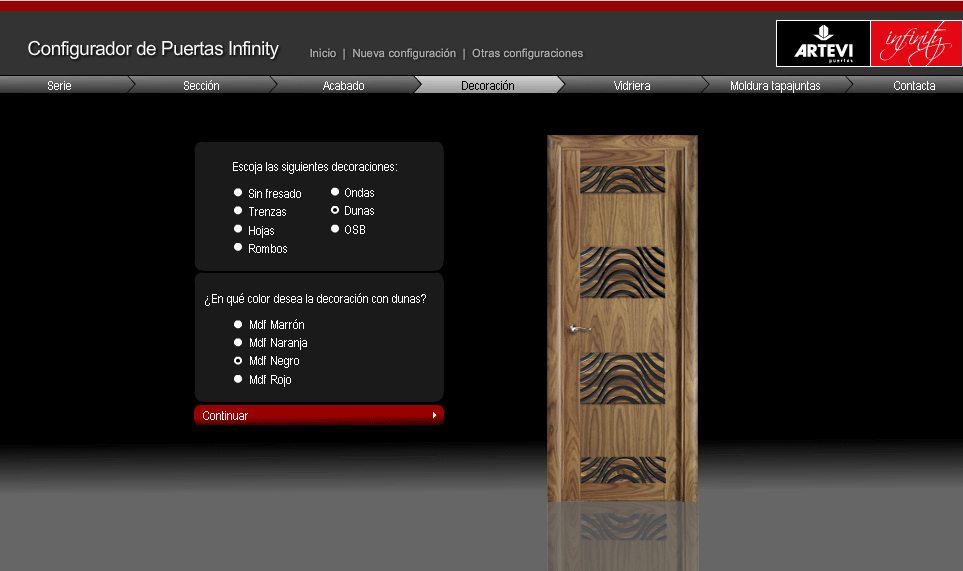 Configurador de Puertas Infinity
Inicio | Nueva configuración | Otras configuraciones
ARTEVI
puertas
infinity
Serie
Sección
Acabado
Decoración
Vidriera
Moldura tapajuntas
Contacta
Escoja las siguientes decoraciones:
Sin fresado
Ondas
Trenzas
Dunas
Hojas
OSB
Rombos
¿En qué color desea la decoración con dunas?
Mdf Marrón
Mdf Naranja
Mdf Negro
Mdf Rojo
Continuar